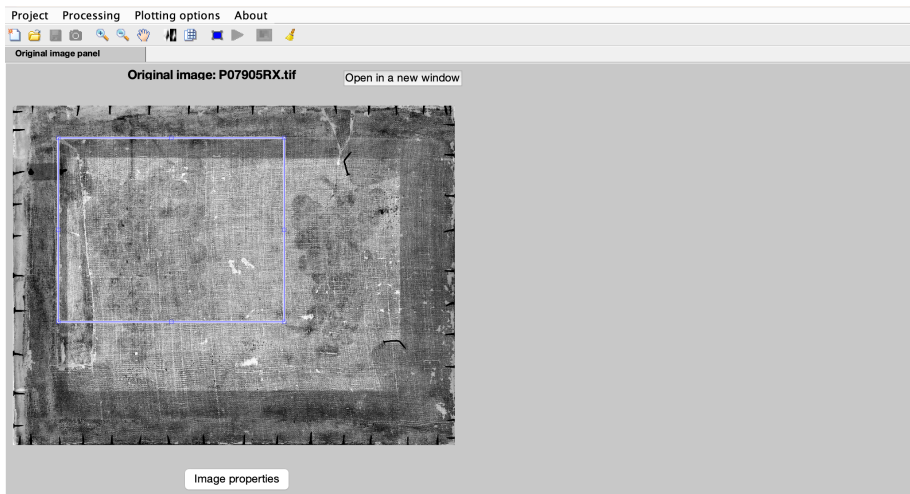 Project Processing Plotting options About
Original image panel
Original image: P07905RX.tif
Open in a new window
Image properties